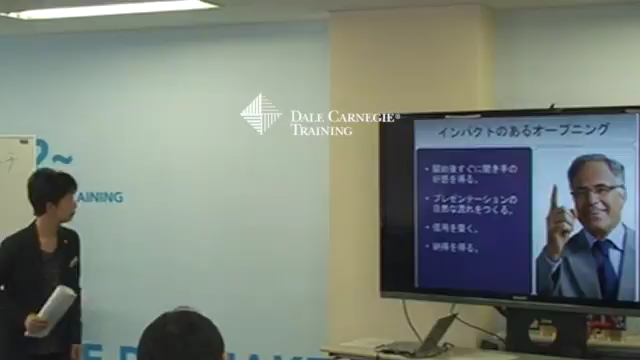 DALE CARNEGIE®
TRAINING
インパクトのあるオープニング
• 開始後すぐに聞き手の
好感を得る。
• プレゼンテーションの
自然な流れをつくる。
• 信用を築く。
• 納得を得る。
2~
AINING